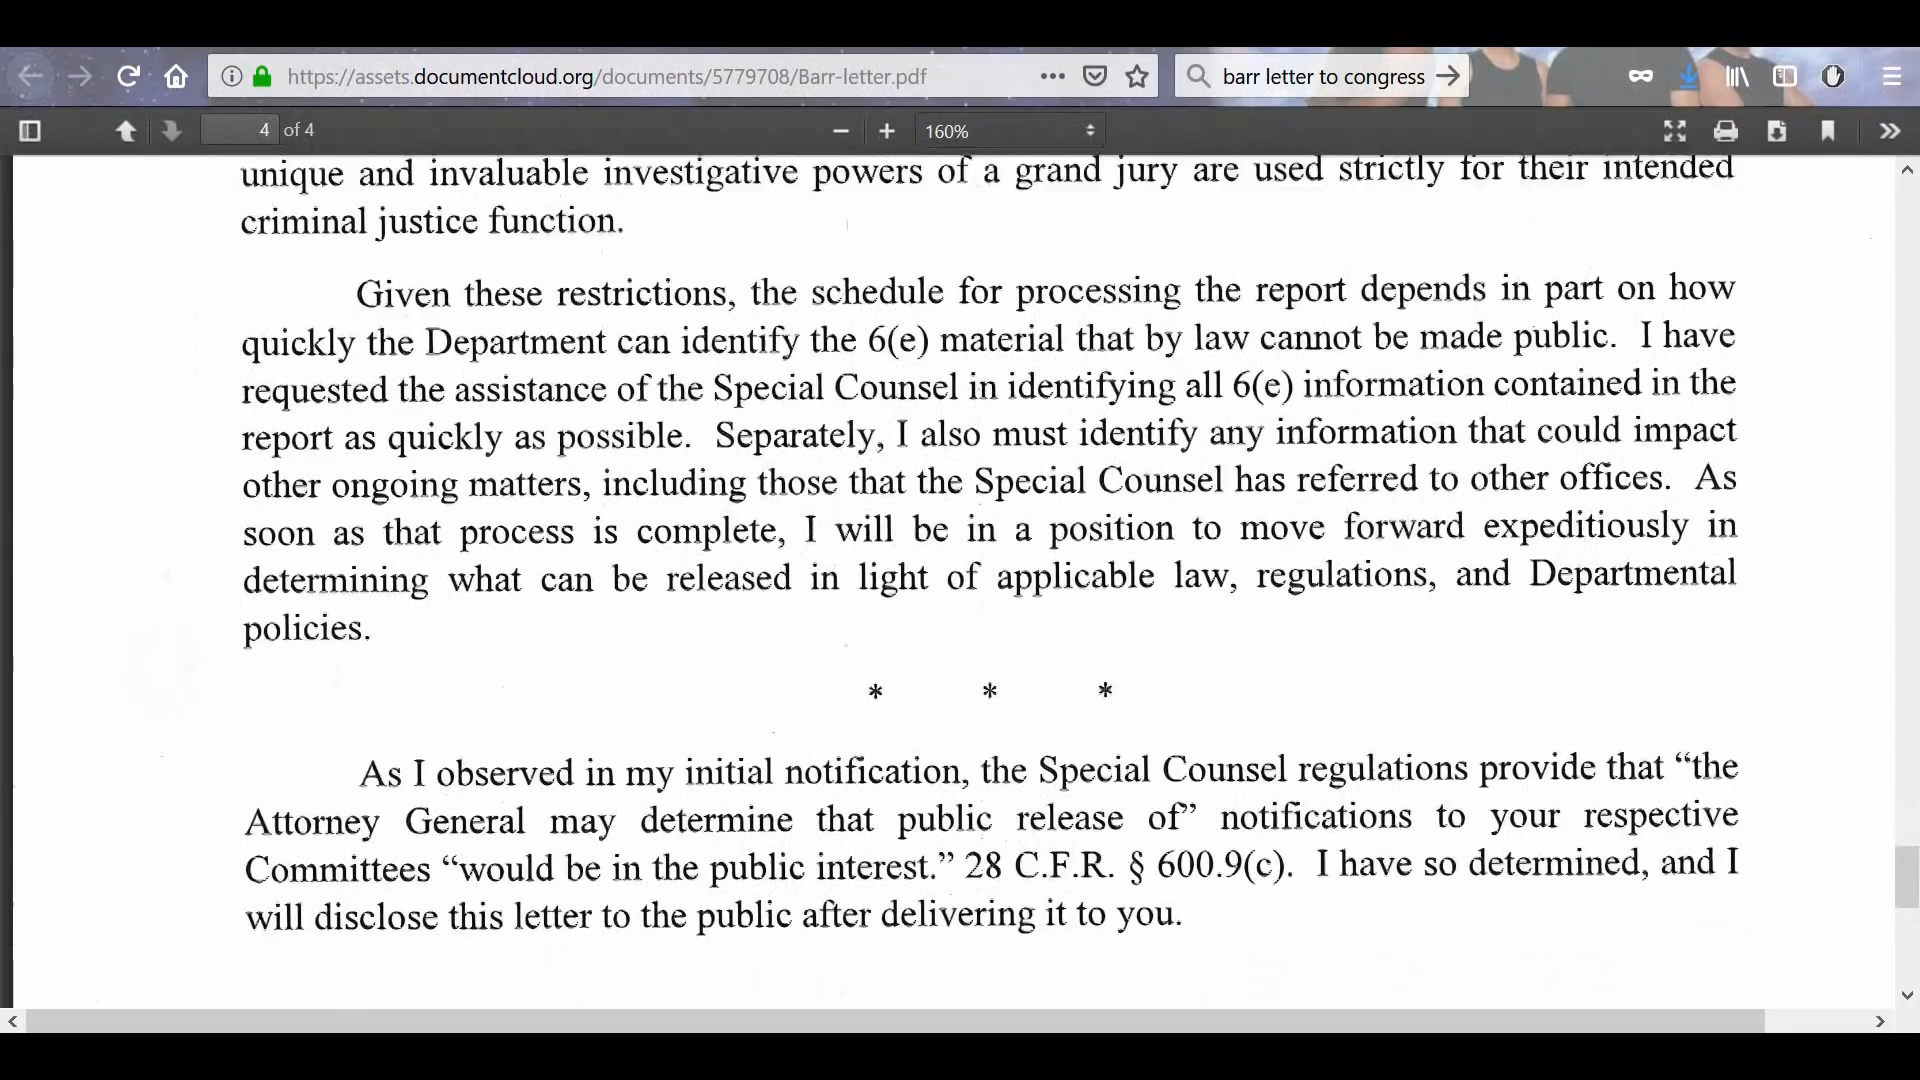 https://assets.documentcloud.org/documents/5779708/Barr-letter.pdf
barr letter to congress
4 of 4
160%
unique and invaluable investigative powers of a grand jury are used strictly for their intended
criminal justice function.
Given these restrictions, the schedule for processing the report depends in part on how
quickly the Department can identify the 6(e) material that by law cannot be made public. I have
requested the assistance of the Special Counsel in identifying all 6(e) information contained in the
report as quickly as possible. Separately, I also must identify any information that could impact
other ongoing matters, including those that the Special Counsel has referred to other offices. As
soon as that process is complete, I will be in a position to move forward expeditiously in
determining what can be released in light of applicable law, regulations, and Departmental
policies.
* * *
As I observed in my initial notification, the Special Counsel regulations provide that “the
Attorney General may determine that public release of” notifications to your respective
Committees “would be in the public interest.” 28 C.F.R. § 600.9(c). I have so determined, and I
will disclose this letter to the public after delivering it to you.